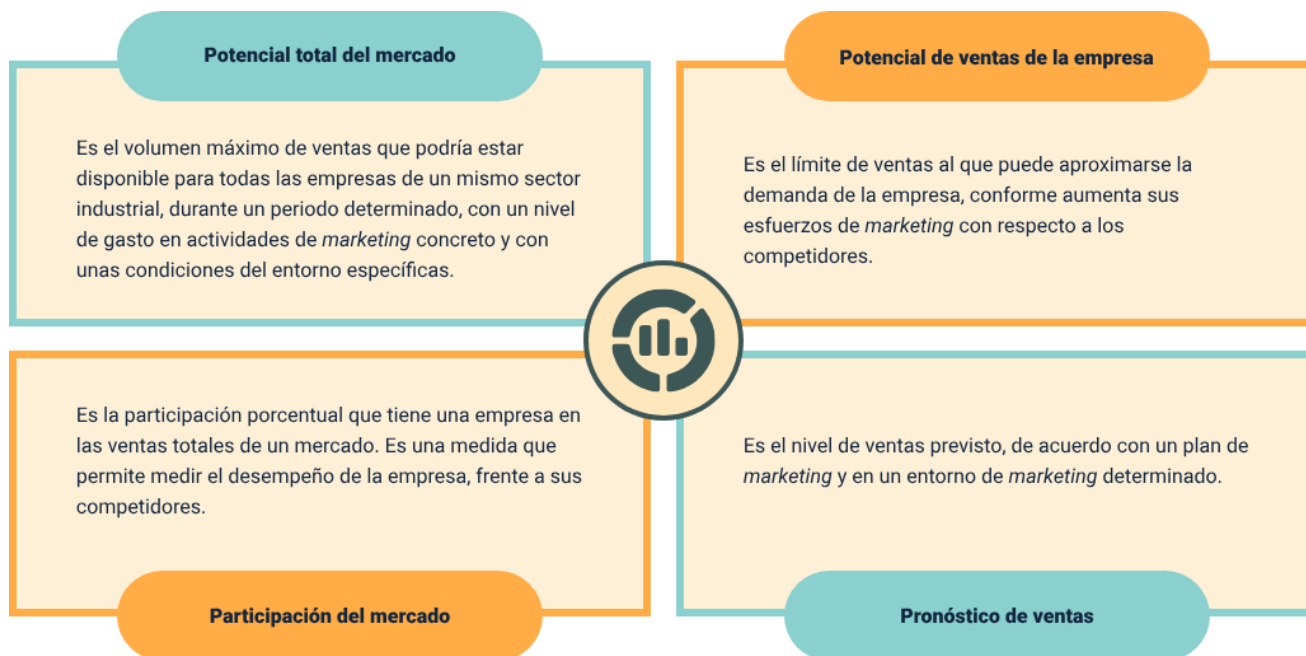 Potencial total del mercado
Es el volumen máximo de ventas que podría estar
disponible para todas las empresas de un mismo sector
industrial, durante un periodo determinado, con un nivel
de gasto en actividades de marketing concreto y con
unas condiciones del entorno específicas.
Potencial de ventas de la empresa
Es el límite de ventas al que puede aproximarse la
demanda de la empresa, conforme aumenta sus
esfuerzos de marketing con respecto a los
competidores.
Es la participación porcentual que tiene una empresa en
las ventas totales de un mercado. Es una medida que
permite medir el desempeño de la empresa, frente a sus
competidores.
Participación del mercado
Es el nivel de ventas previsto, de acuerdo con un plan de
marketing y en un entorno de marketing determinado.
Pronóstico de ventas